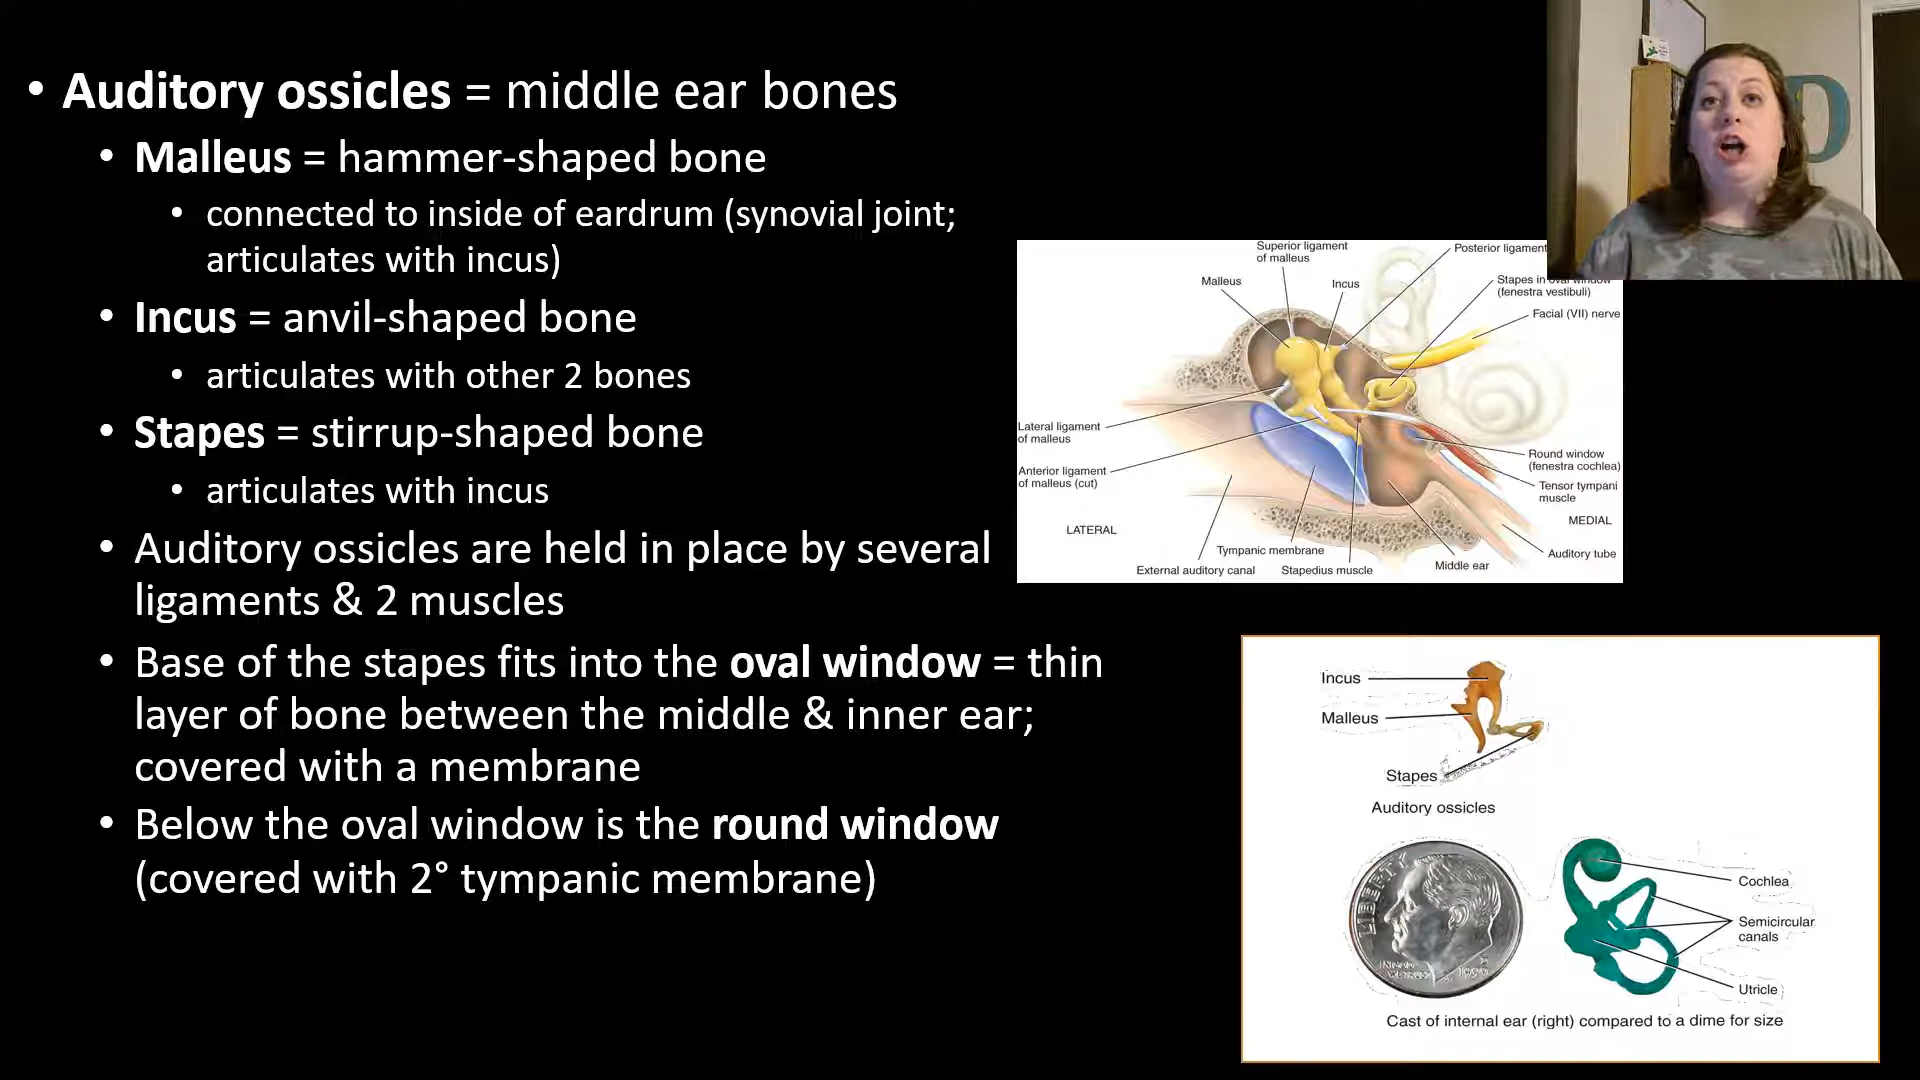 • Auditory ossicles = middle ear bones
• Malleus = hammer-shaped bone
• connected to inside of eardrum (synovial joint;
articulates with incus)
• Incus = anvil-shaped bone
• articulates with other 2 bones
• Stapes = stirrup-shaped bone
• articulates with incus
• Auditory ossicles are held in place by several
ligaments & 2 muscles
• Base of the stapes fits into the oval window = thin
layer of bone between the middle & inner ear;
covered with a membrane
• Below the oval window is the round window
(covered with 2° tympanic membrane)
Superior ligament
of malleus
Posterior ligament
Malleus
Incus
Stapes in oval window
(fenestra vestibuli)
Facial (VII) nerve
Lateral ligament
of malleus
Anterior ligament
of malleus (cut)
Round window
(fenestra cochlea)
Tensor tympani
muscle
LATERAL
MEDIAL
Tympanic membrane
Auditory tube
External auditory canal
Stapedius muscle
Middle ear
Incus
Malleus
Stapes
Auditory ossicles
LIBERTY
Cochlea
Semicircular
canals
Utricle
Cast of internal ear (right) compared to a dime for size